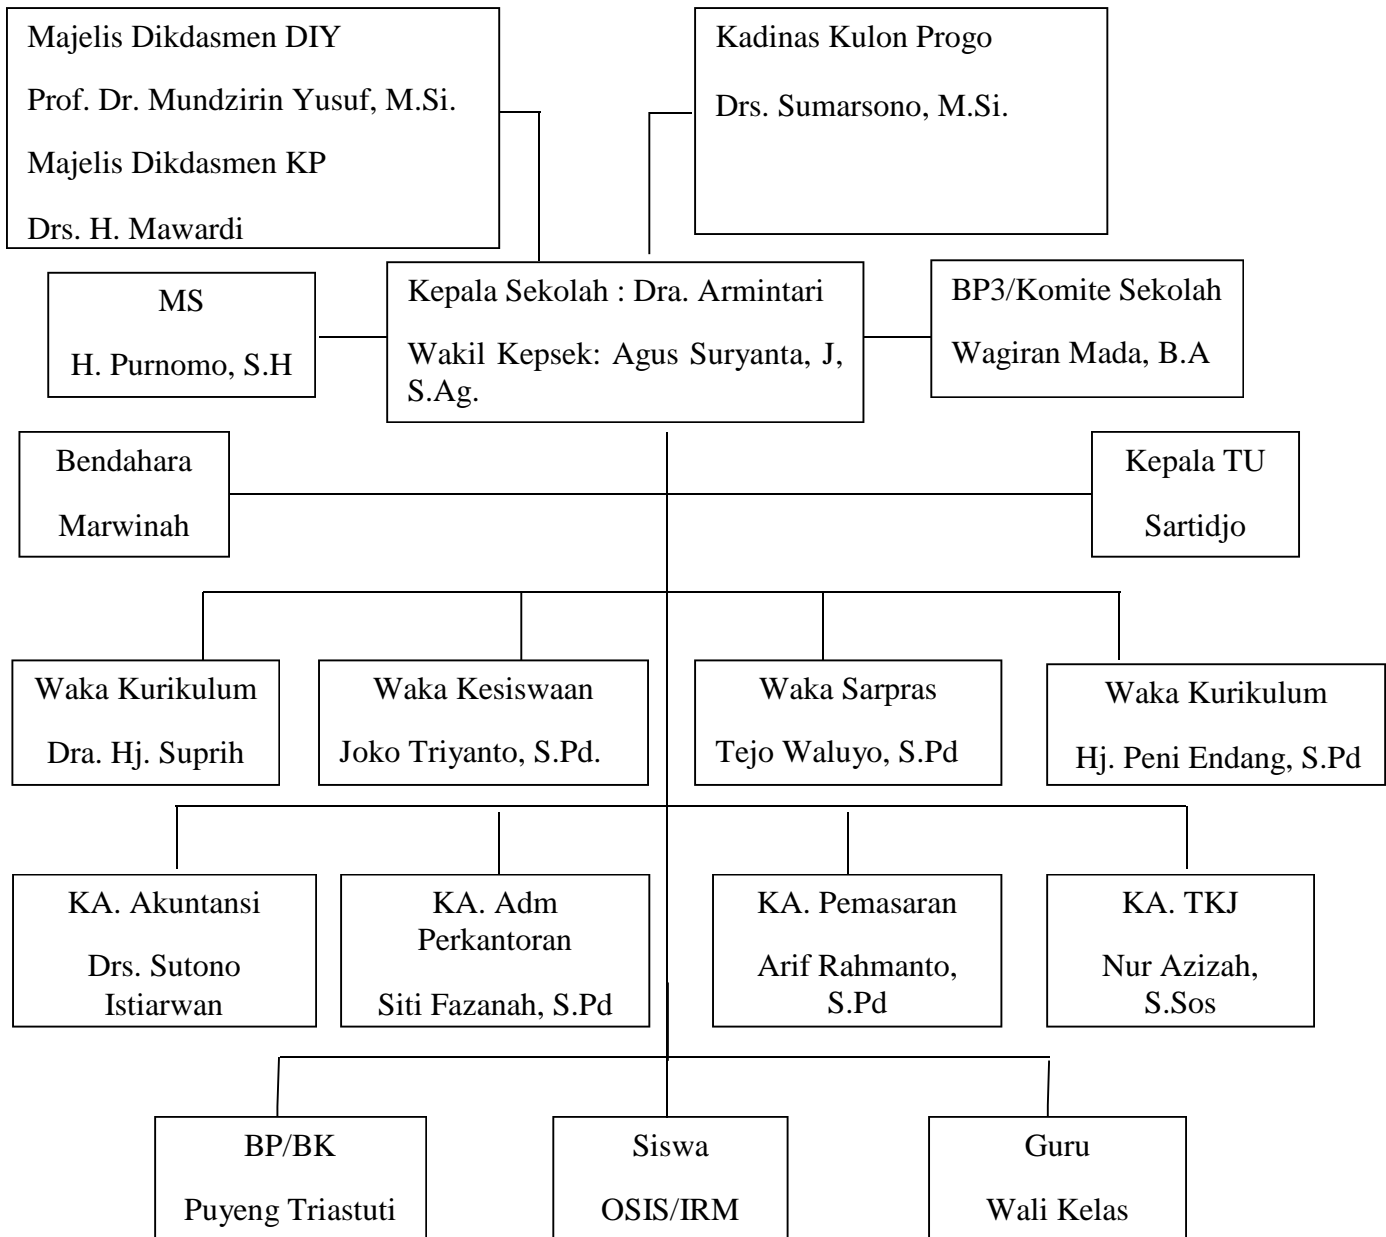 Majelis Dikdasmen DIY
Prof. Dr. Mundzirin Yusuf, M.Si.
Majelis Dikdasmen KP
Drs. H. Mawardi
Kadinas Kulon Progo
Drs. Sumarsono, M.Si.
MS
H. Purnomo, S.H
Kepala Sekolah : Dra. Armintari
Wakil Kepsek: Agus Suryanta, J,
S.Ag.
BP3/Komite Sekolah
Wagiran Mada, B.A
Bendahara
Marwinah
Kepala TU
Sartidjo
Waka Kurikulum
Dra. Hj. Suprih
Waka Kesiswaan
Joko Triyanto, S.Pd.
Waka Sarpras
Tejo Waluyo, S.Pd
Waka Kurikulum
Hj. Peni Endang, S.Pd
KA. Akuntansi
Drs. Sutono
Istiarwan
KA. Adm
Perkantoran
Siti Fazanah, S.Pd
KA. Pemasaran
Arif Rahmanto,
S.Pd
KA. TKJ
Nur Azizah,
S.Sos
BP/BK
Puyeng Triastuti
Siswa
OSIS/IRM
Guru
Wali Kelas